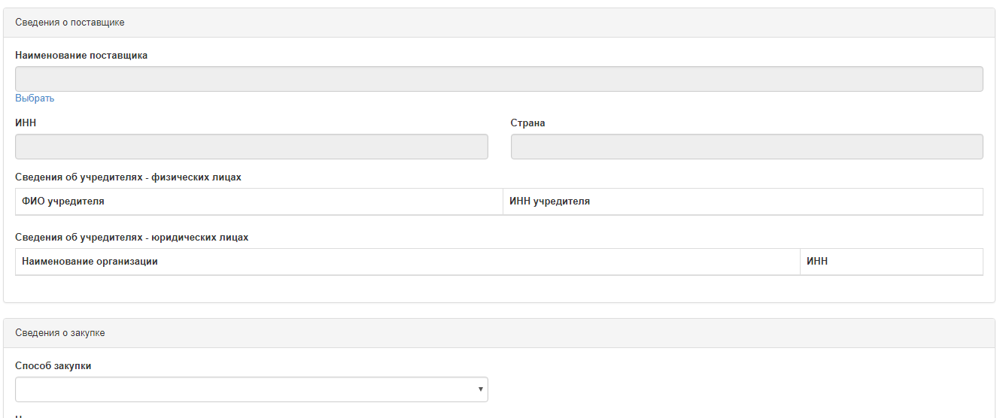 Сведения о поставщике
Наименование поставщика
Выбрать
ИНН Страна
Сведения об учредителях - физических лицах
ФИО учредителя ИНН учредителя
Сведения об учредителях - юридических лицах
Наименование организации ИНН
Сведения о закупке
Способ закупки